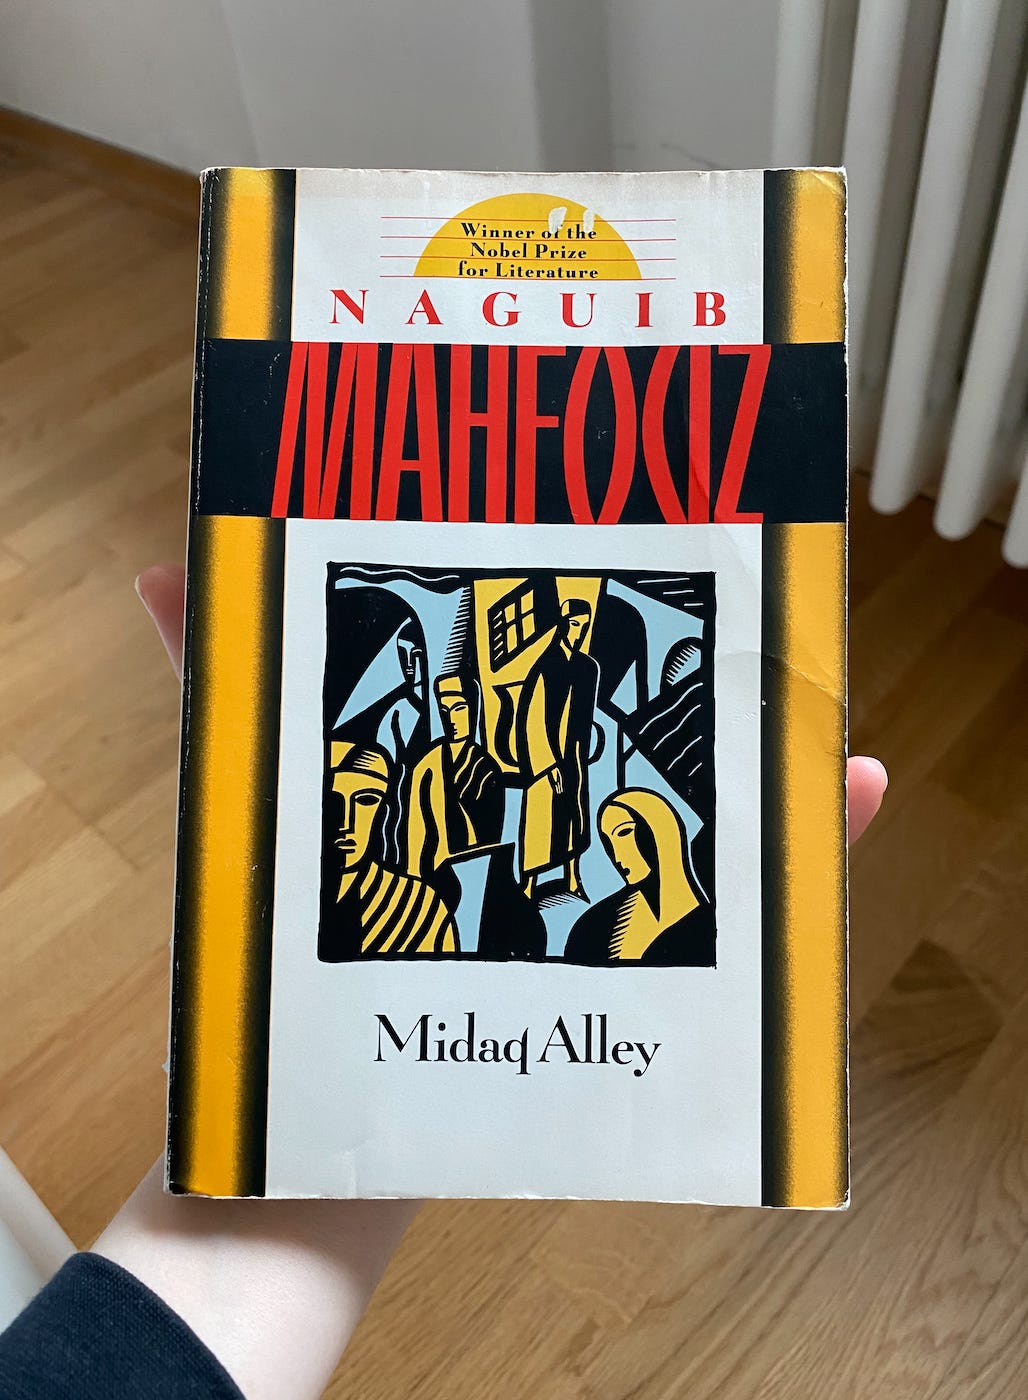 Winner of the
Nobel Prize
for Literature
NAGUIB
MAHFOUZ
Midaq Alley